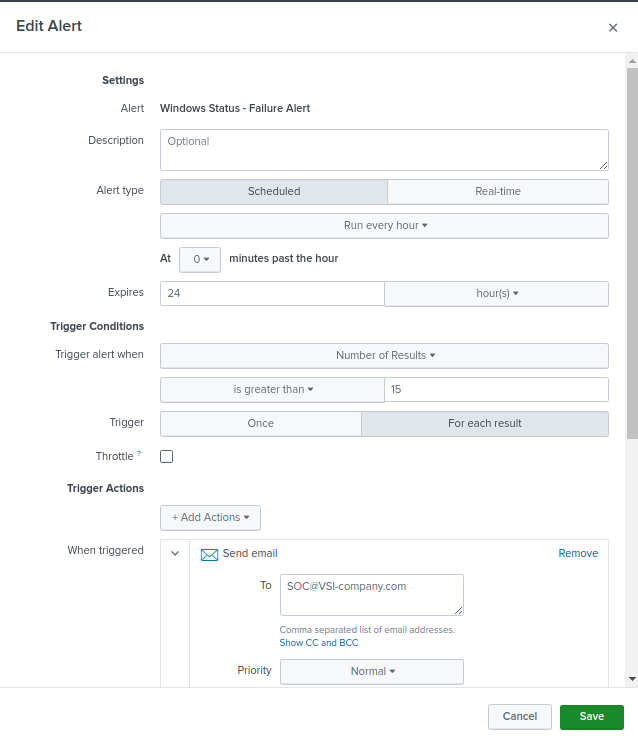 Edit Alert ×
Settings
Alert Windows Status - Failure Alert
Description Optional
Alert type Scheduled Real-time
Run every hour
At 0 minutes past the hour
Expires 24 hour(s)
Trigger Conditions
Trigger alert when Number of Results
is greater than 15
Trigger Once For each result
Throttle ?
Trigger Actions
+ Add Actions
When triggered Send email Remove
To SOC@VSI-company.com
Comma separated list of email addresses.
Show CC and BCC
Priority Normal
Cancel Save